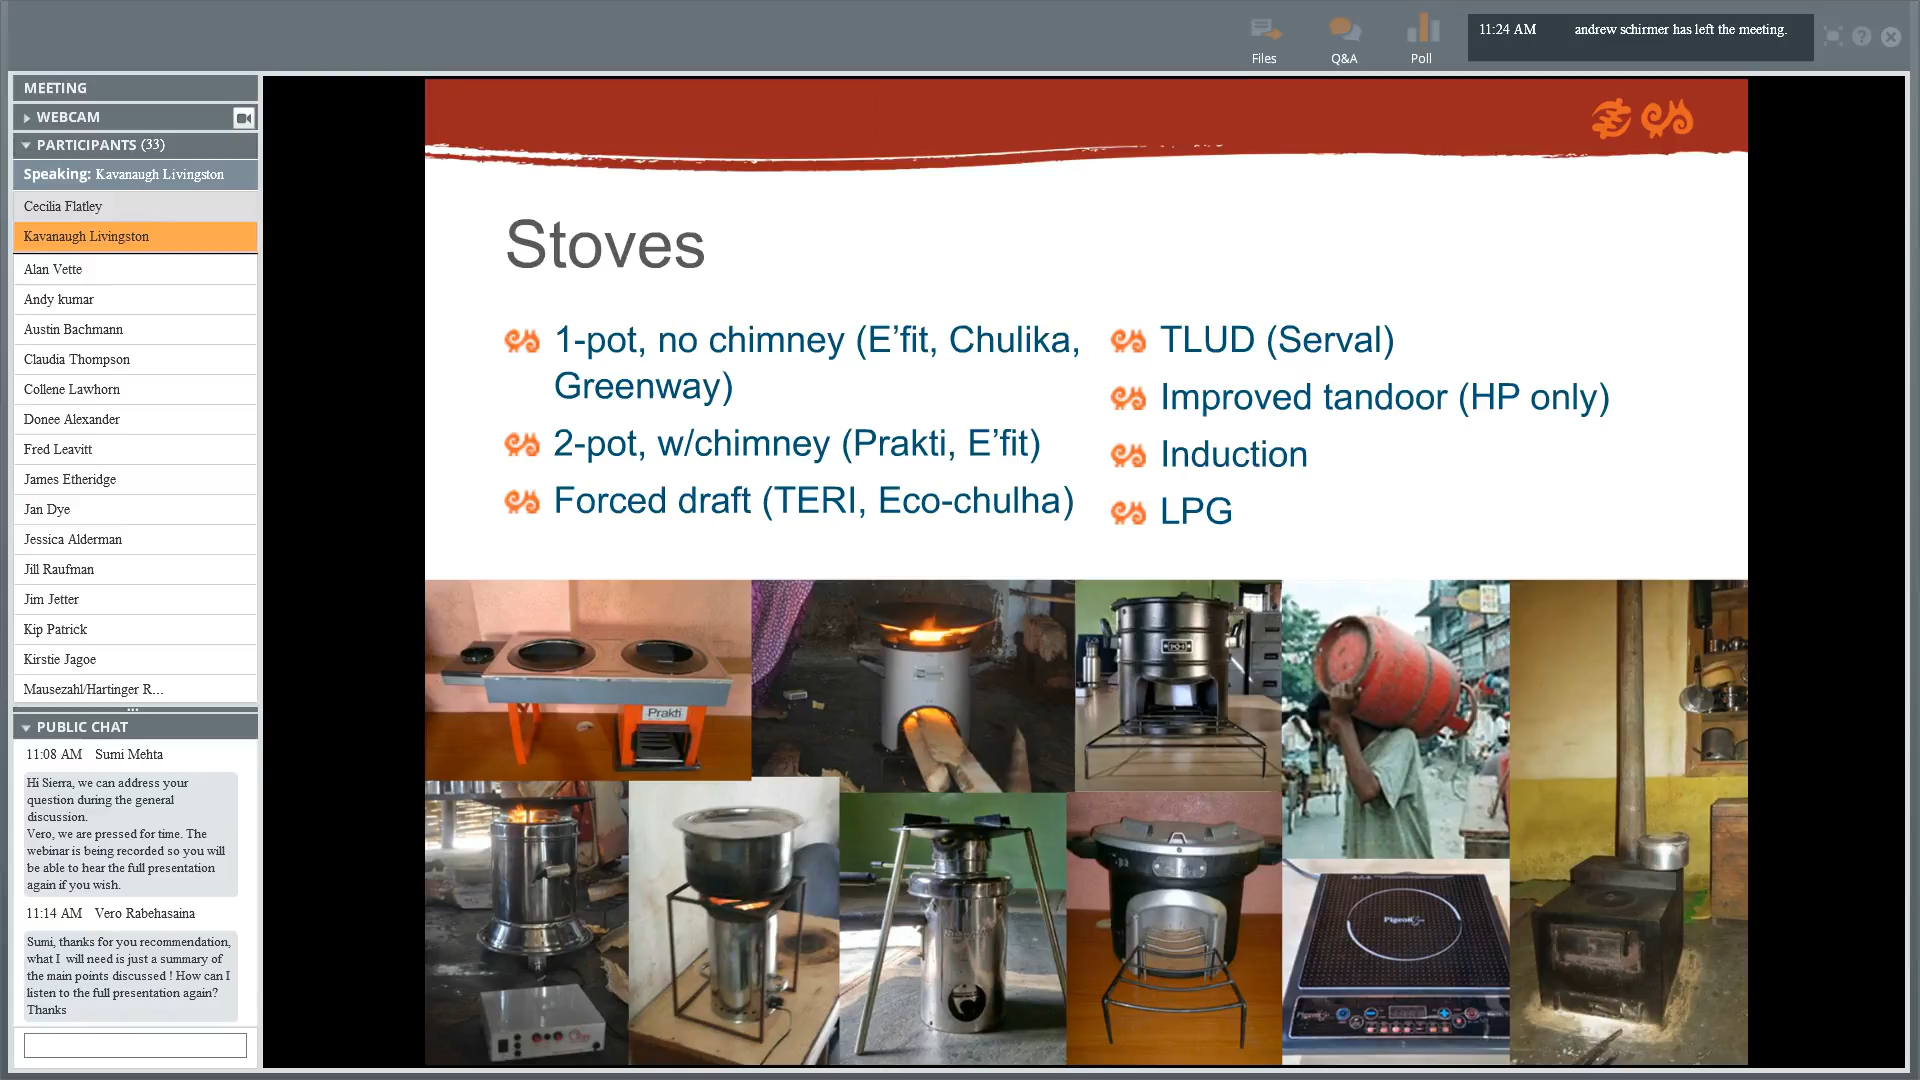 Files
Q&A
Poll
11:24 AM andrew schirmer has left the meeting.
MEETING
WEBCAM
PARTICIPANTS (33)
Speaking: Kavanaugh Livingston
Cecilia Flatley
Kavanaugh Livingston
Alan Vette
Andy kumar
Austin Bachmann
Claudia Thompson
Collene Lawhorn
Donee Alexander
Fred Leavitt
James Etheridge
Jan Dye
Jessica Alderman
Jill Raufman
Jim Jetter
Kip Patrick
Kirstie Jagoe
Mausezahl/Hartinger R...
PUBLIC CHAT
11:08 AM Sumi Mehta
Hi Sierra, we can address your
question during the general
discussion.
Vero, we are pressed for time. The
webinar is being recorded so you will
be able to hear the full presentation
again if you wish.
11:14 AM Vero Rabehasaina
Sumi, thanks for you recommendation,
what I will need is just a summary of
the main points discussed ! How can I
listen to the full presentation again?
Thanks
Stoves
1-pot, no chimney (E’fit, Chulika,
Greenway)
2-pot, w/chimney (Prakti, E’fit)
Forced draft (TERI, Eco-chulha)
TLUD (Serval)
Improved tandoor (HP only)
Induction
LPG
Prakti
Pigeon